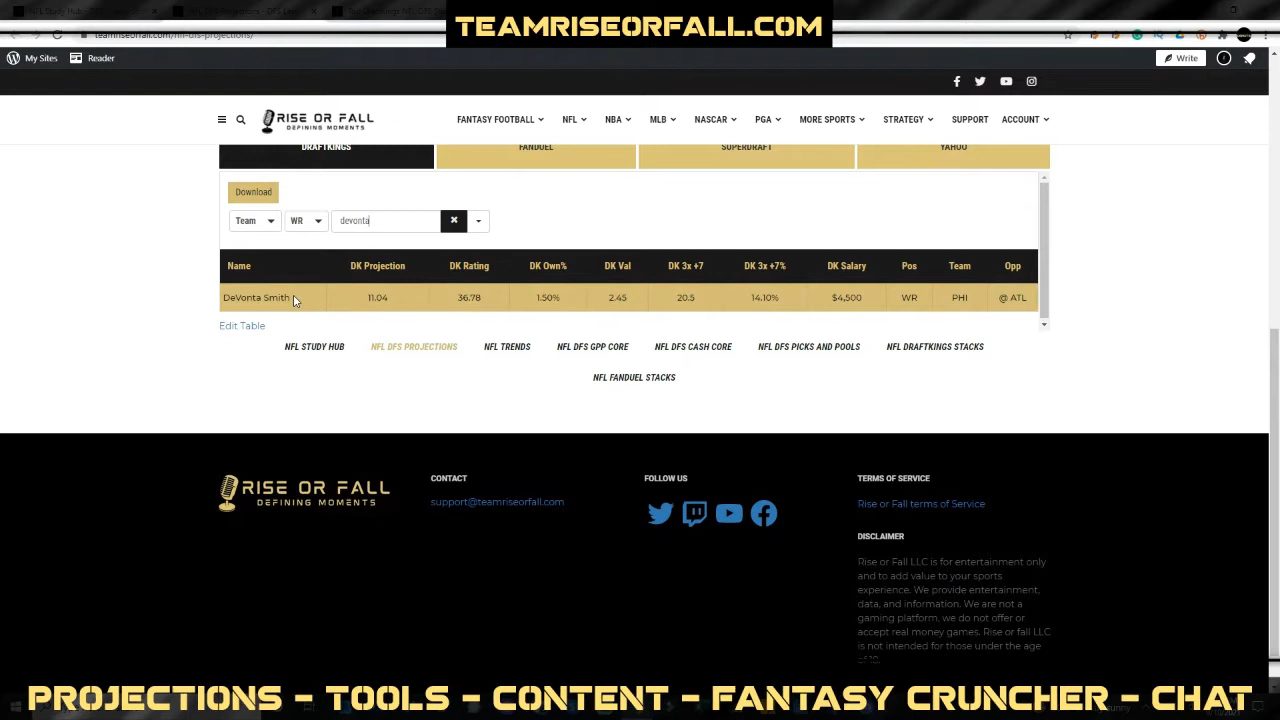 TEAMRISEORFALL.COM
teamriseorfall.com/nfl-dfs-projections/
My Sites Reader Write
RISE OR FALL
DEFINING MOMENTS
FANTASY FOOTBALL NFL NBA MLB NASCAR PGA MORE SPORTS STRATEGY SUPPORT ACCOUNT
DRAFTKINGS FANDUEL SUPERDRAFT YAHOO
Download
Team WR devonta
Name DK Projection DK Rating DK Own% DK Val DK 3x +7 DK 3x +7% DK Salary Pos Team Opp
DeVonta Smith 11.04 36.78 1.50% 2.45 20.5 14.10% $4,500 WR PHI @ ATL
Edit Table
NFL STUDY HUB NFL DFS PROJECTIONS NFL TRENDS NFL DFS GPP CORE NFL DFS CASH CORE NFL DFS PICKS AND POOLS NFL DRAFTKINGS STACKS
NFL FANDUEL STACKS
RISE OR FALL
DEFINING MOMENTS
CONTACT
support@teamriseorfall.com
FOLLOW US
TERMS OF SERVICE
Rise or Fall terms of Service
DISCLAIMER
Rise or Fall LLC is for entertainment only
and to add value to your sports
experience. We provide entertainment,
data, and information. We are not a
gaming platform, we do not offer or
accept real money games. Rise or fall LLC
is not intended for those under the age
of 18.
PROJECTIONS - TOOLS - CONTENT - FANTASY CRUNCHER - CHAT